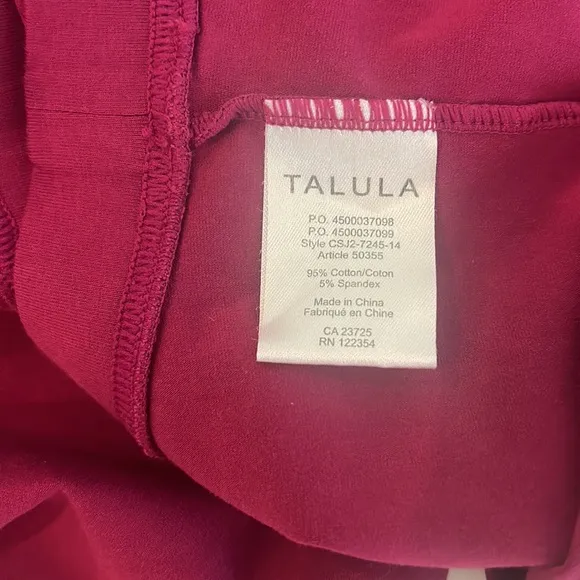 TALULA
P.O. 4500037098
P.O. 4500037099
Style CSJ2-7245-14
Article 50355
95% Cotton/Coton
5% Spandex
Made in China
Fabriqué en Chine
CA 23725
RN 122354